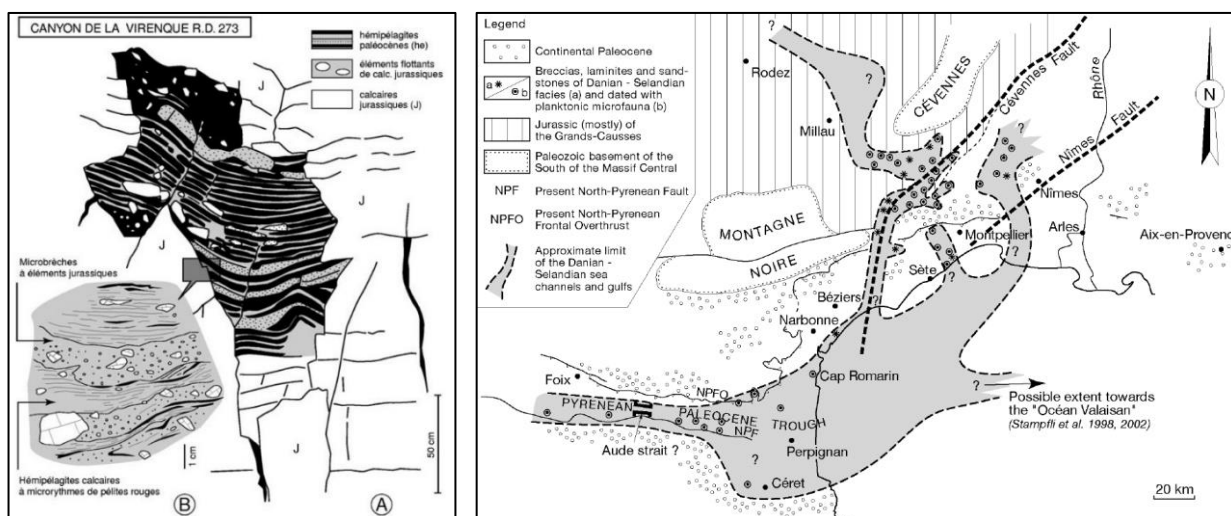 CANYON DE LA VIRENQUE R.D. 273
hémipélagites
paléocènes (he)
éléments flottants
de calc. jurassiques
calcaires
jurassiques (J)
J
J
J
J
J
J
J
Microbrèches
à éléments jurassiques
1 cm
Hémipélagites calcaires
à microrythmes de pélites rouges
B
A
50 cm
Legend
Continental Paleocene
a b
Breccias, laminites and sand-
stones of Danian - Selandian
facies (a) and dated with
planktonic microfauna (b)
Jurassic (mostly) of
the Grands-Causses
Paleozoic basement of the
South of the Massif Central
NPF Present North-Pyrenean Fault
NPFO Present North-Pyrenean
Frontal Overthrust
Approximate limit
of the Danian -
Selandian sea
channels and gulfs
?
Rodez
Millau
?
CÉVENNES
Cévennes Fault
?
Nîmes Fault
Rhône
N
Nîmes
MONTAGNE
NOIRE
Montpellier
Arles
Aix-en-Provence
Sète
?
?
?
Béziers
Narbonne
Foix
NPFO
Cap Romarin
PYRENEAN PALEOCENE TROUGH
NPF
Aude strait ?
Perpignan
?
Céret
?
Possible extent towards
the "Océan Valaisan"
(Stampfli et al. 1998, 2002)
20 km